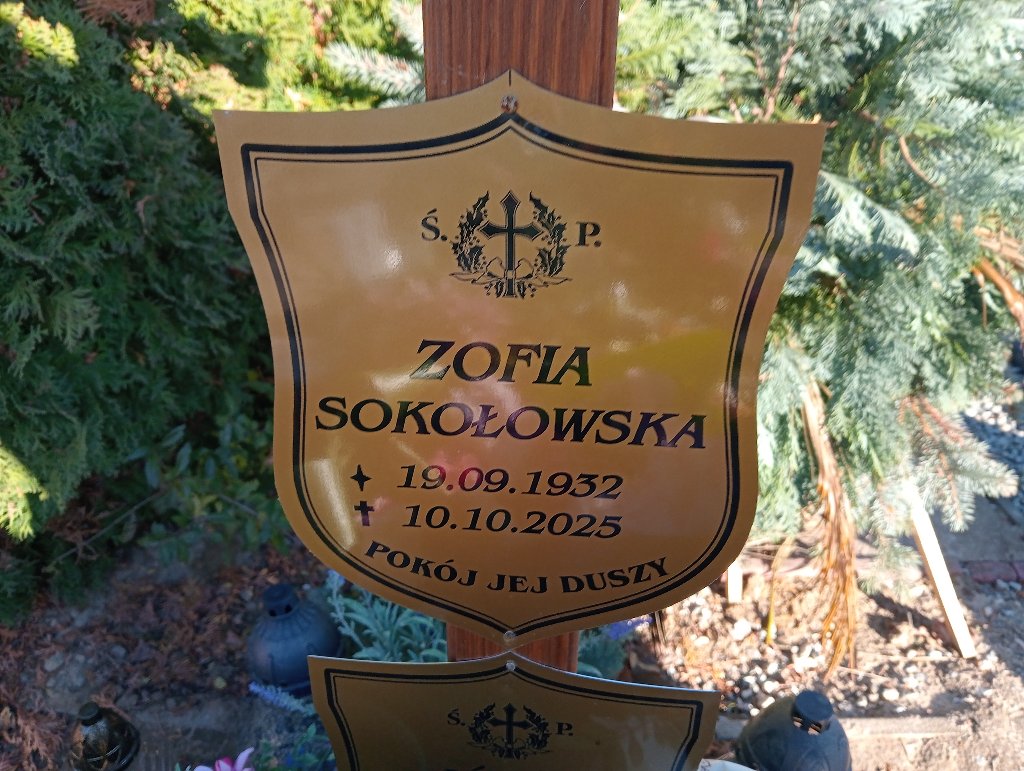 Ś. P.
ZOFIA
SOKOŁOWSKA
19.09.1932
10.10.2025
POKÓJ JEJ DUSZY
Ś. P.